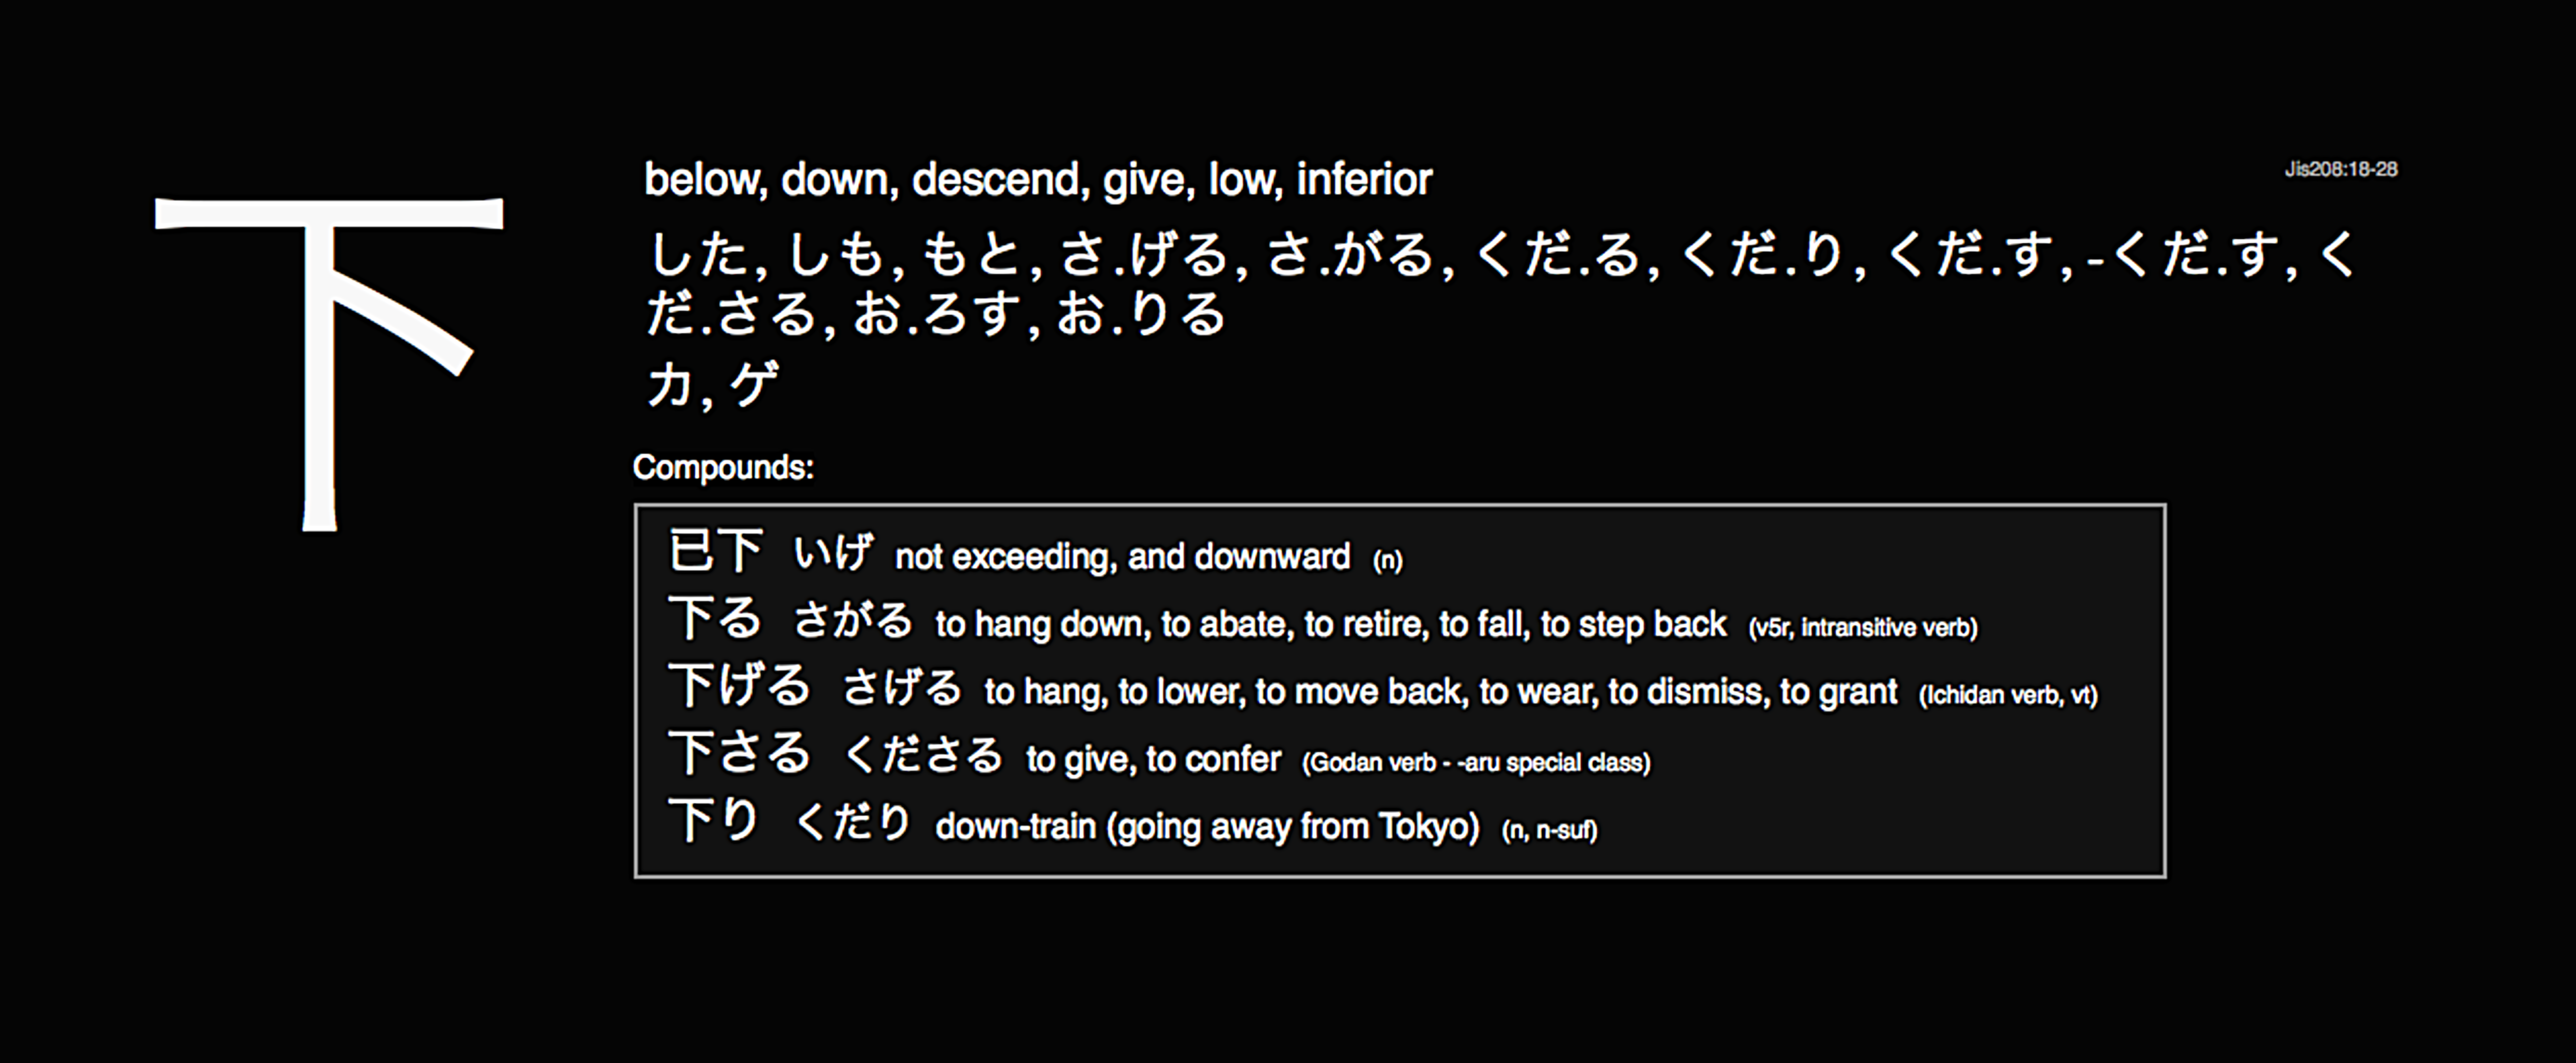 下
below, down, descend, give, low, inferior
Jis208:18-28
した, しも, もと, さ.げる, さ.がる, くだ.る, くだ.り, くだ.す, -くだ.す, く
だ.さる, お.ろす, お.りる
カ, ゲ
Compounds:
已下 いげ not exceeding, and downward (n)
下る さがる to hang down, to abate, to retire, to fall, to step back (v5r, intransitive verb)
下げる さげる to hang, to lower, to move back, to wear, to dismiss, to grant (Ichidan verb, vt)
下さる くださる to give, to confer (Godan verb - -aru special class)
下り くだり down-train (going away from Tokyo) (n, n-suf)